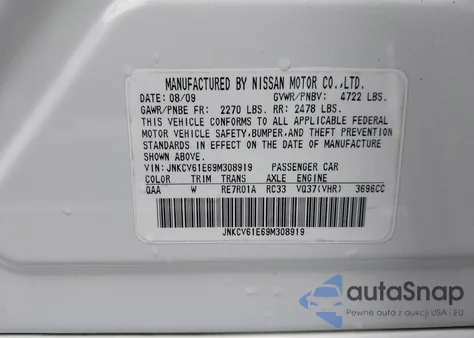 MANUFACTURED BY NISSAN MOTOR CO.,LTD.
DATE: 08/09 GVWR/PNBV: 4722 LBS.
GAWR/PNBE FR: 2270 LBS. RR: 2478 LBS.
THIS VEHICLE CONFORMS TO ALL APPLICABLE FEDERAL
MOTOR VEHICLE SAFETY,BUMPER,AND THEFT PREVENTION
STANDARDS IN EFFECT ON THE DATE OF MANUFACTURE
SHOWN ABOVE.
VIN: JNKCV61E69M308919 PASSENGER CAR
COLOR TRIM TRANS AXLE ENGINE
QAA W RE7R01A RC33 VQ37(VHR) 3696CC
JNKCV61E69M308919
autoSnap
Pewne auta z aukcji USA - EU